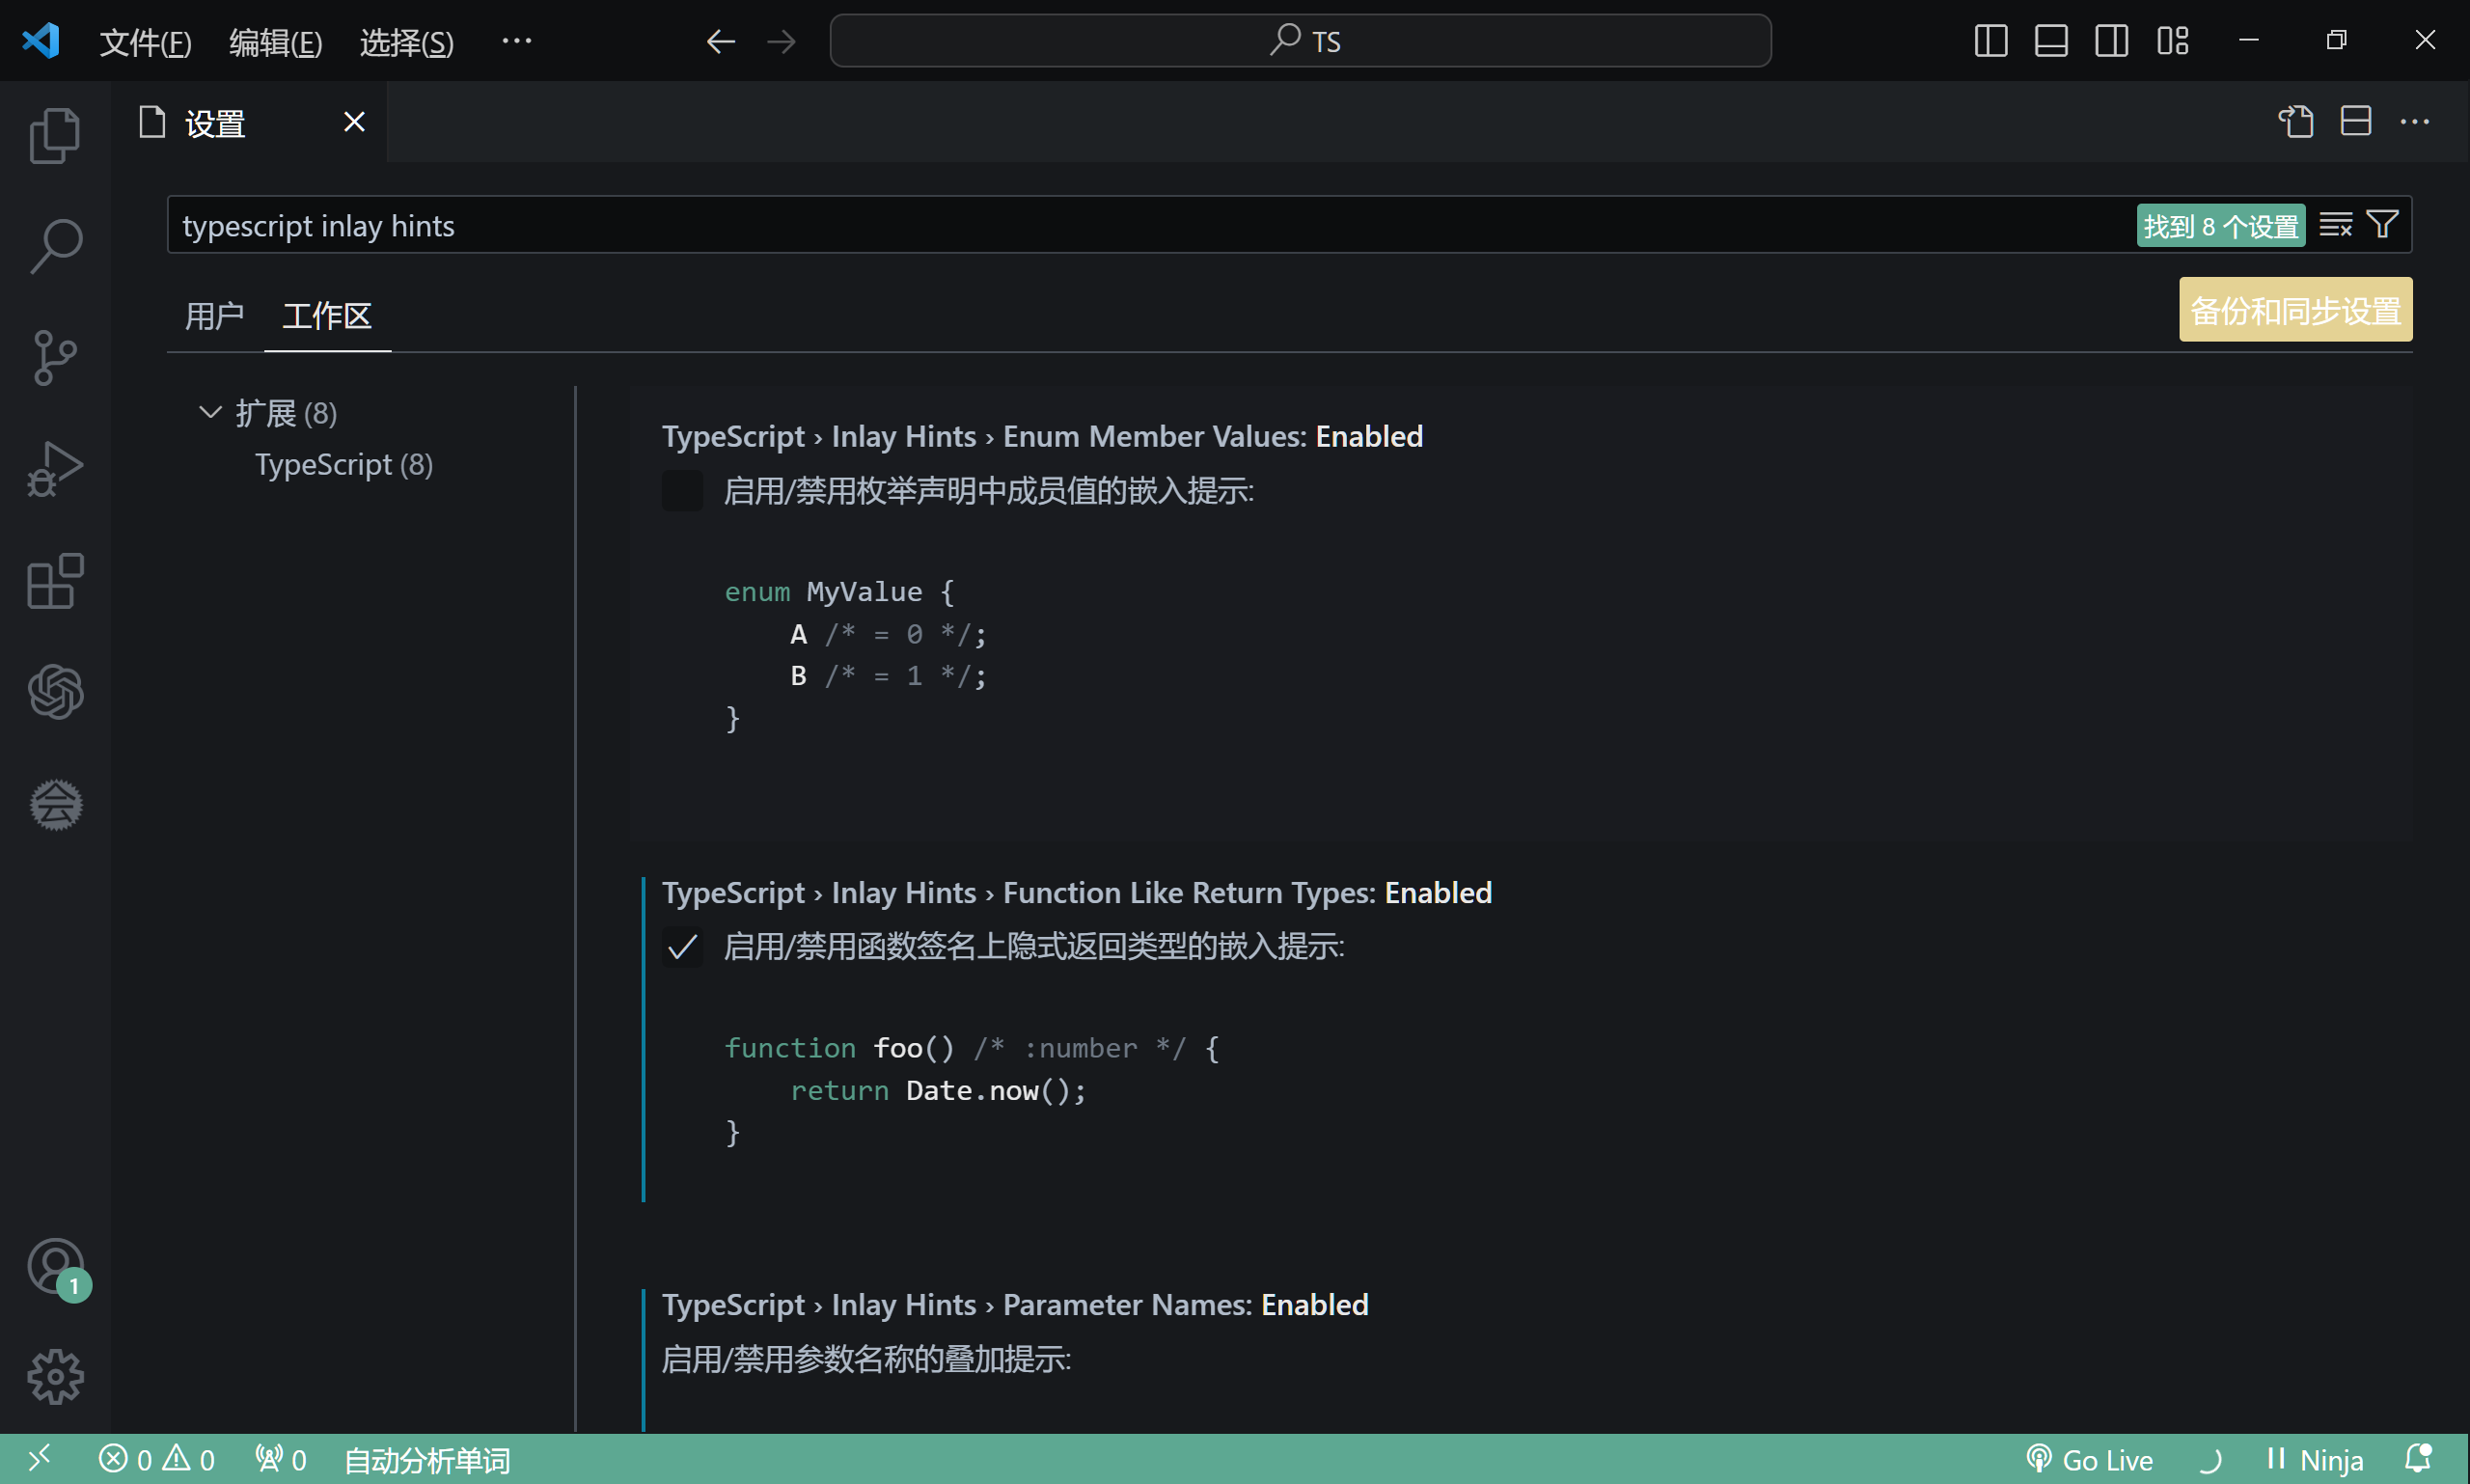 文件(F) 编辑(E) 选择(S) ··· TS
设置
typescript inlay hints 找到 8 个设置
用户 工作区 备份和同步设置
扩展 (8)
TypeScript (8)
TypeScript › Inlay Hints › Enum Member Values: Enabled
启用/禁用枚举声明中成员值的嵌入提示:
enum MyValue {
    A /* = 0 */;
    B /* = 1 */;
}
TypeScript › Inlay Hints › Function Like Return Types: Enabled
启用/禁用函数签名上隐式返回类型的嵌入提示:
function foo() /* :number */ {
    return Date.now();
}
TypeScript › Inlay Hints › Parameter Names: Enabled
启用/禁用参数名称的叠加提示:
会
1
0 0 0 自动分析单词 Go Live Ninja